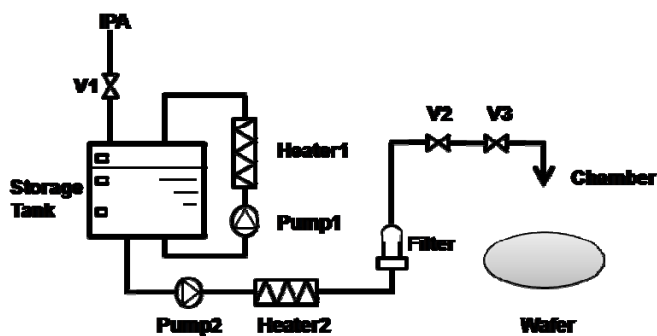 IPA
V1
V2
V3
Heater1
Chamber
Storage
Tank
Pump1
Filter
Pump2
Heater2
Wafer